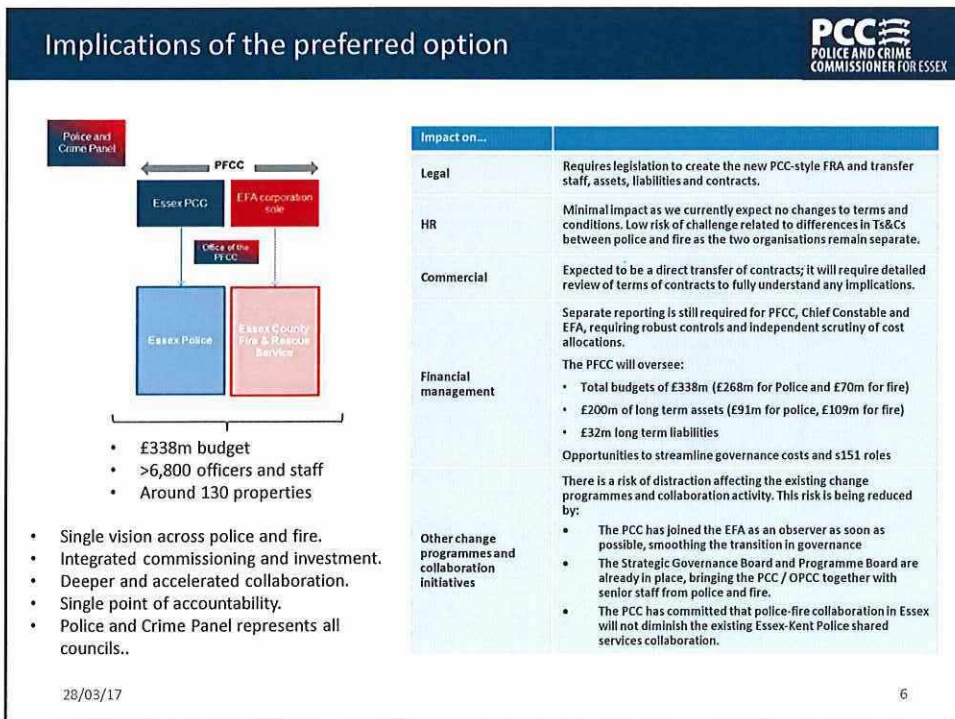 Implications of the preferred option
PCC
POLICE AND CRIME
COMMISSIONER FOR ESSEX
Police and
Crime Panel
PFCC
Essex PCC
EFA corporation
sole
Office of the
PFCC
Essex Police
Essex County
Fire & Rescue
Service
• £338m budget
• >6,800 officers and staff
• Around 130 properties
• Single vision across police and fire.
• Integrated commissioning and investment.
• Deeper and accelerated collaboration.
• Single point of accountability.
• Police and Crime Panel represents all
councils..
Impact on...
Legal
Requires legislation to create the new PCC-style FRA and transfer
staff, assets, liabilities and contracts.
HR
Minimal impact as we currently expect no changes to terms and
conditions. Low risk of challenge related to differences in Ts&Cs
between police and fire as the two organisations remain separate.
Commercial
Expected to be a direct transfer of contracts; it will require detailed
review of terms of contracts to fully understand any implications.
Financial
management
Separate reporting is still required for PFCC, Chief Constable and
EFA, requiring robust controls and independent scrutiny of cost
allocations.
The PFCC will oversee:
• Total budgets of £338m (£268m for Police and £70m for fire)
• £200m of long term assets (£91m for police, £109m for fire)
• £32m long term liabilities
Opportunities to streamline governance costs and s151 roles
Other change
programmes and
collaboration
initiatives
There is a risk of distraction affecting the existing change
programmes and collaboration activity. This risk is being reduced
by:
• The PCC has joined the EFA as an observer as soon as
possible, smoothing the transition in governance
• The Strategic Governance Board and Programme Board are
already in place, bringing the PCC / OPCC together with
senior staff from police and fire.
• The PCC has committed that police-fire collaboration in Essex
will not diminish the existing Essex-Kent Police shared
services collaboration.
28/03/17
6